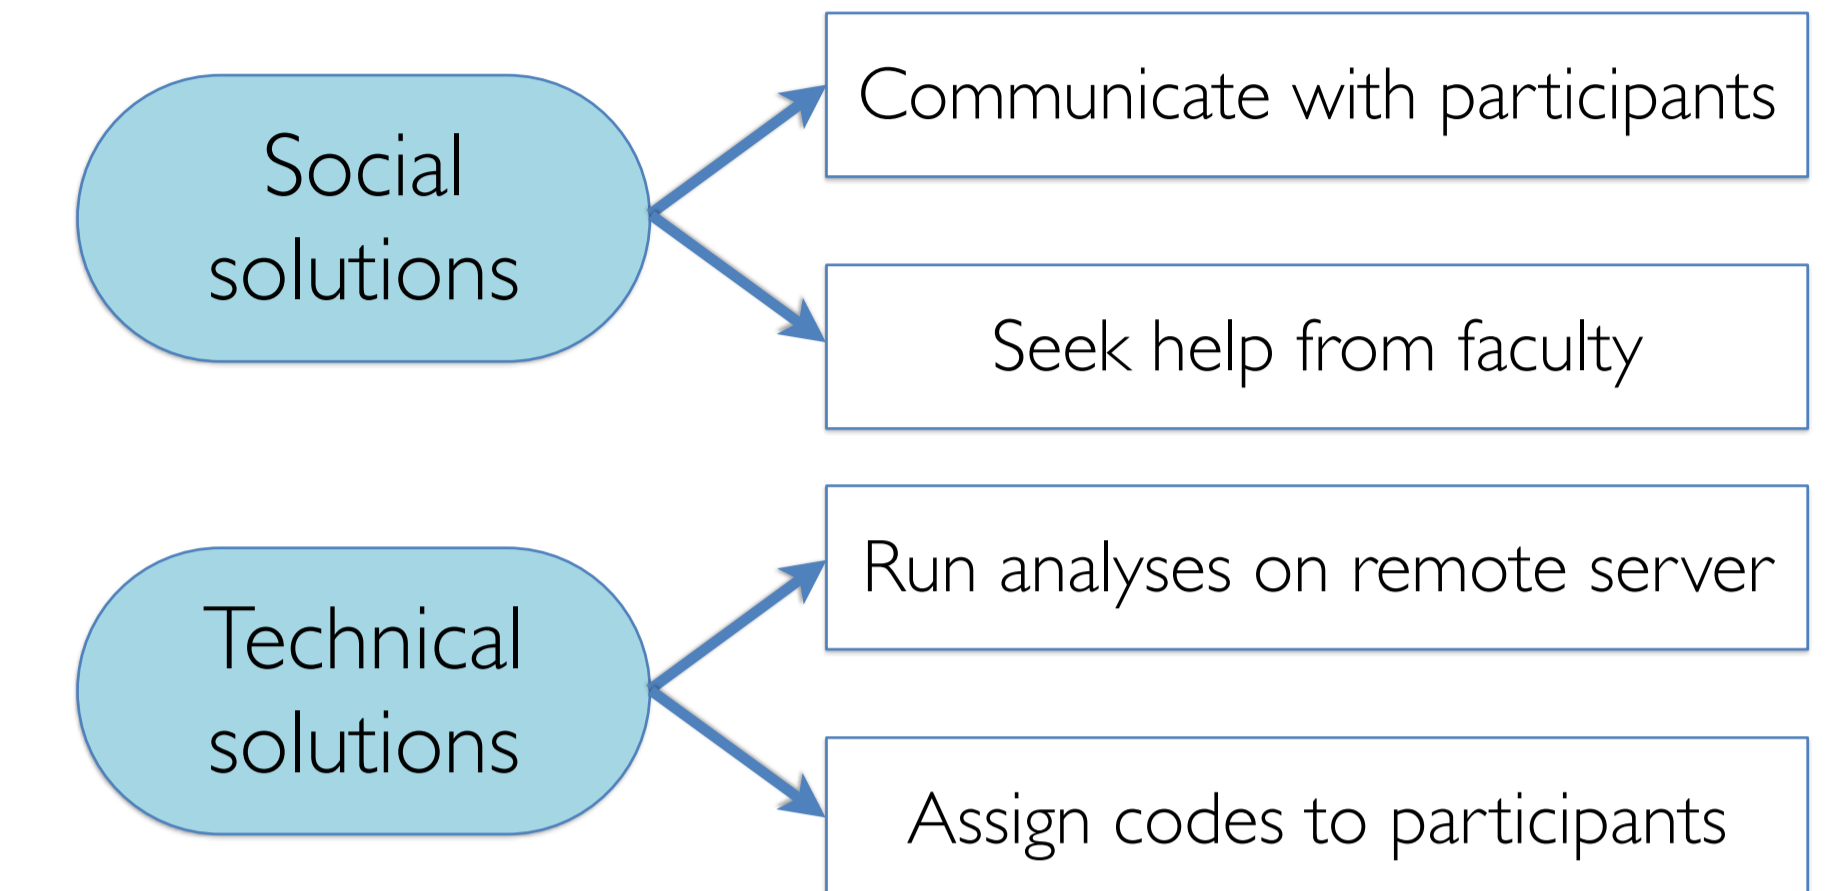 Social
solutions
Communicate with participants
Seek help from faculty
Technical
solutions
Run analyses on remote server
Assign codes to participants